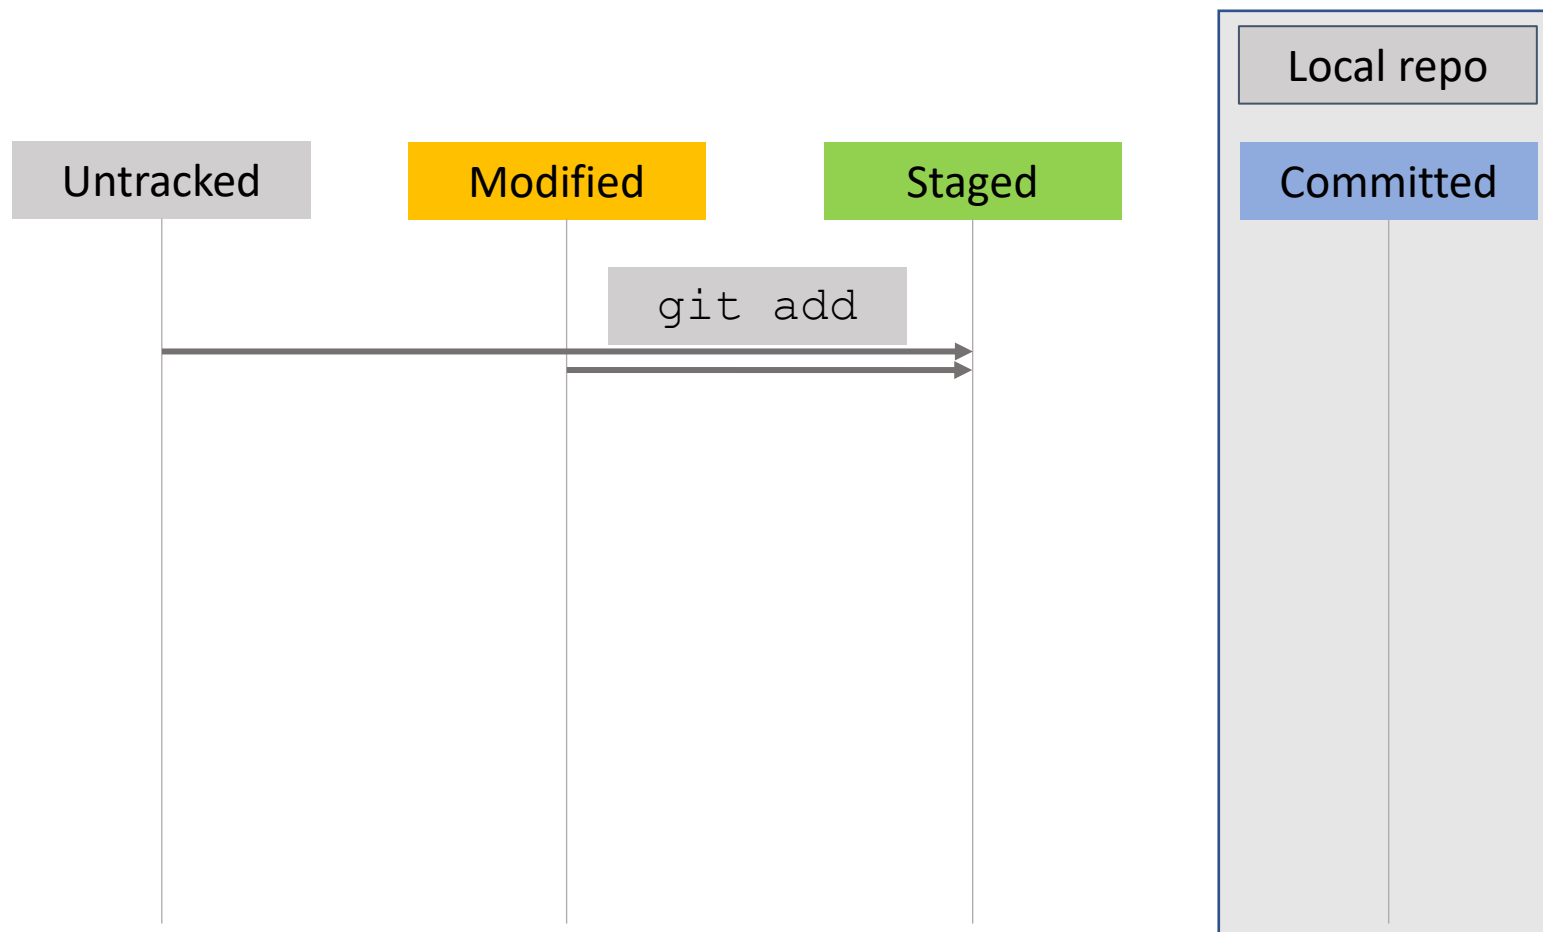 Local repo
Untracked
Modified
Staged
Committed
git add